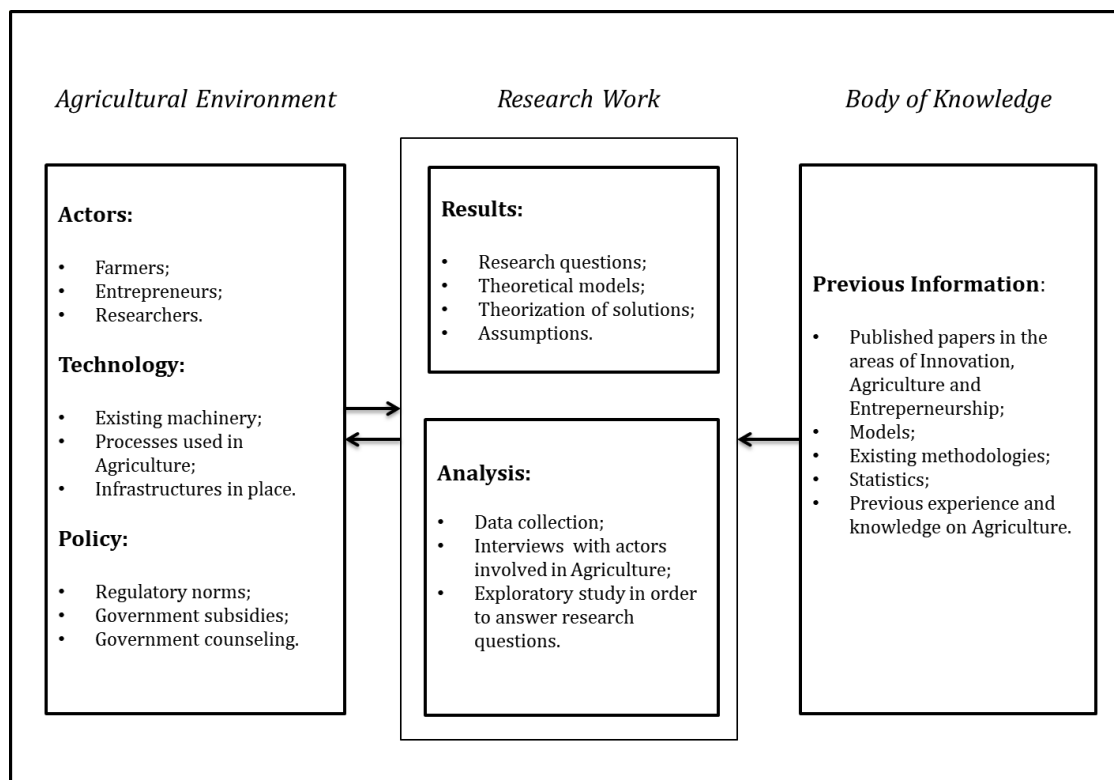 Agricultural Environment
Research Work
Body of Knowledge
Actors:
• Farmers;
• Entrepreneurs;
• Researchers.
Technology:
• Existing machinery;
• Processes used in
Agriculture;
• Infrastructures in place.
Policy:
• Regulatory norms;
• Government subsidies;
• Government counseling.
Results:
• Research questions;
• Theoretical models;
• Theorization of solutions;
• Assumptions.
Analysis:
• Data collection;
• Interviews with actors
involved in Agriculture;
• Exploratory study in order
to answer research
questions.
Previous Information:
• Published papers in the
areas of Innovation,
Agriculture and
Entreperneurship;
• Models;
• Existing methodologies;
• Statistics;
• Previous experience and
knowledge on Agriculture.